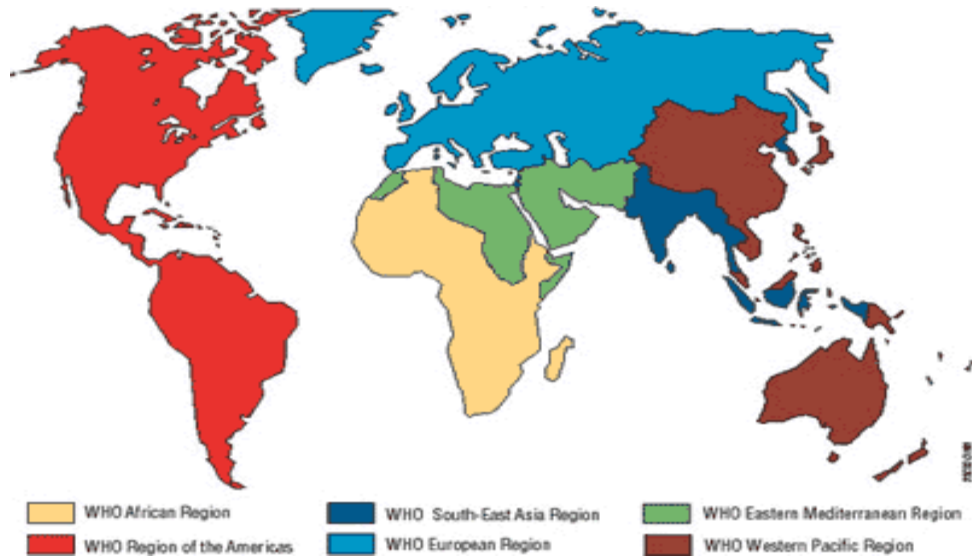 WHO African Region
WHO South-East Asia Region
WHO Eastern Mediterranean Region
WHO Region of the Americas
WHO European Region
WHO Western Pacific Region